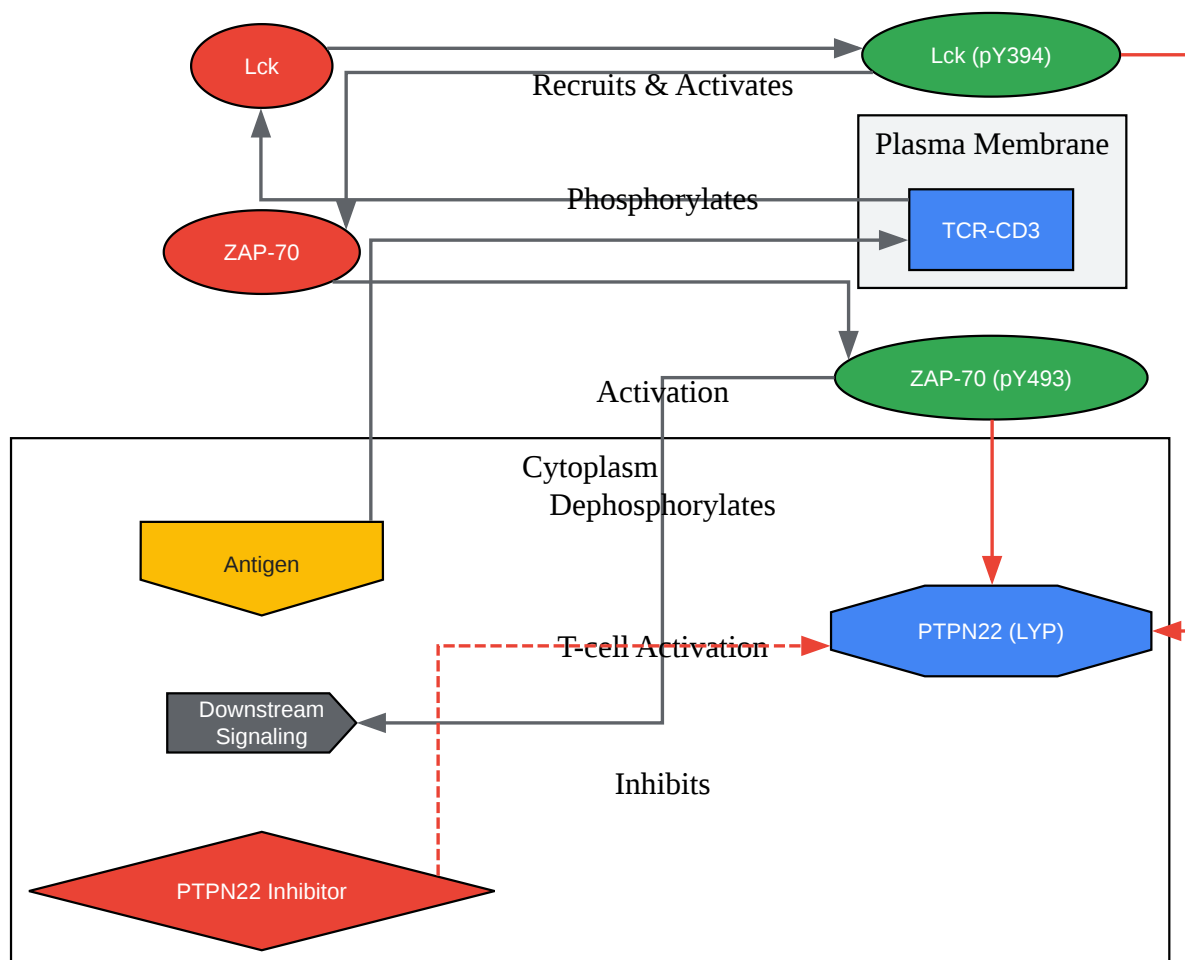 Lck
Lck (pY394)
Recruits & Activates
Plasma Membrane
Phosphorylates
TCR-CD3
ZAP-70
ZAP-70 (pY493)
Activation
Cytoplasm
Dephosphorylates
Antigen
PTPN22 (LYP)
T-cell Activation
Downstream
Signaling
Inhibits
PTPN22 Inhibitor